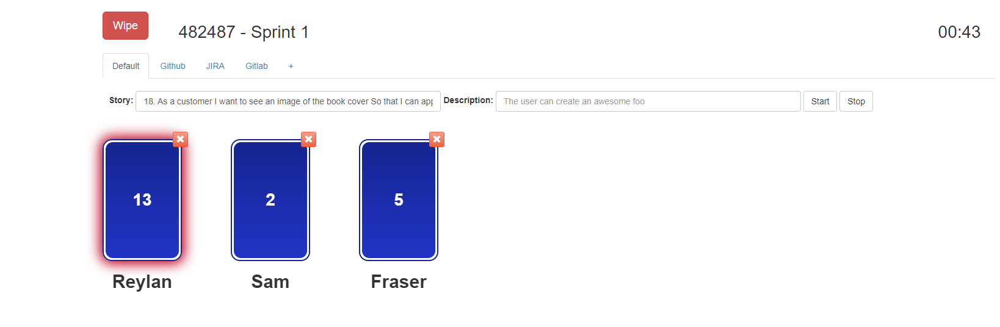 Wipe
482487 - Sprint 1
00:43
Default Github JIRA Gitlab +
Story: 18. As a customer I want to see an image of the book cover So that I can Description: The user can create an awesome foo Start Stop
13 2 5
Reylan Sam Fraser